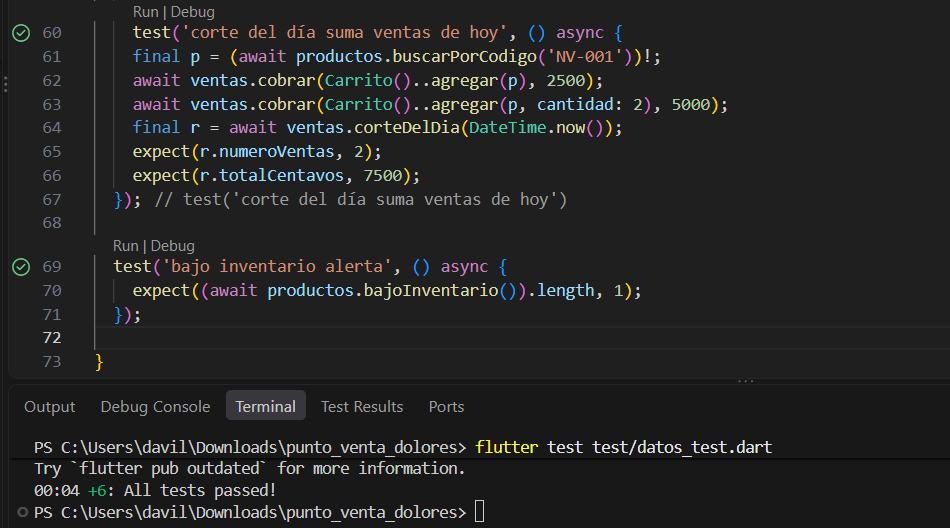 Run | Debug
60 test('corte del día suma ventas de hoy', () async {
61 final p = (await productos.buscarPorCodigo('NV-001'))!;
62 await ventas.cobrar(Carrito()..agregar(p), 2500);
63 await ventas.cobrar(Carrito()..agregar(p, cantidad: 2), 5000);
64 final r = await ventas.corteDelDia(DateTime.now());
65 expect(r.numeroVentas, 2);
66 expect(r.totalCentavos, 7500);
67 }); // test('corte del día suma ventas de hoy')
68
Run | Debug
69 test('bajo inventario alerta', () async {
70 expect((await productos.bajoInventario()).length, 1);
71 });
72
73 }
Output Debug Console Terminal Test Results Ports
PS C:\Users\davil\Downloads\punto_venta_dolores> flutter test test/datos_test.dart
Try `flutter pub outdated` for more information.
00:04 +6: All tests passed!
PS C:\Users\davil\Downloads\punto_venta_dolores>